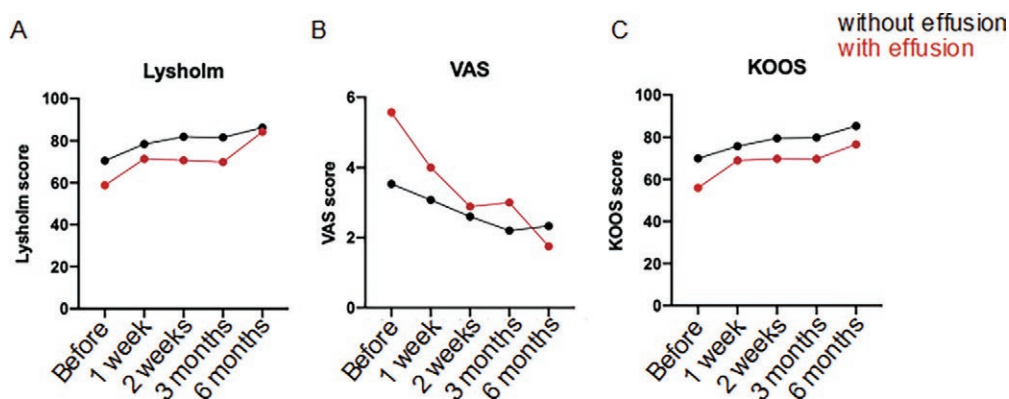 A
B
C
without effusion
with effusion
Lysholm
Lysholm score
100
80
60
40
20
0
Before
1 week
2 weeks
3 months
6 months
VAS
VAS score
6
4
2
0
Before
1 week
2 weeks
3 months
6 months
KOOS
KOOS score
100
80
60
40
20
0
Before
1 week
2 weeks
3 months
6 months